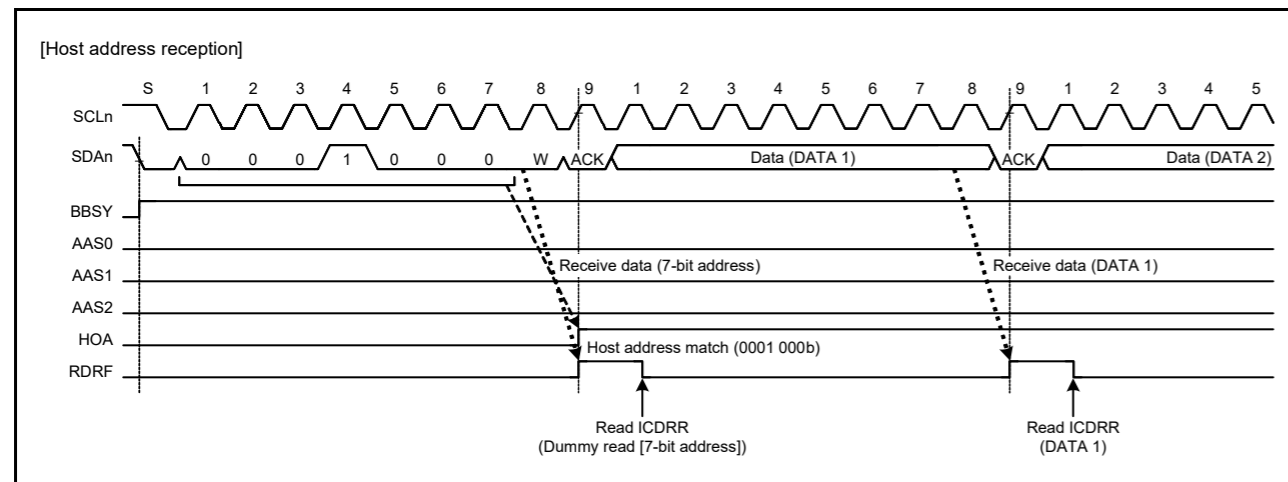 [Host address reception]
S 1 2 3 4 5 6 7 8 9 1 2 3 4 5 6 7 8 9 1 2 3 4 5
SCLn
SDAn 0 0 0 1 0 0 0 W ACK Data (DATA 1) ACK Data (DATA 2)
BBSY
AAS0
Receive data (7-bit address) Receive data (DATA 1)
AAS1
AAS2
HOA
Host address match (0001 000b)
RDRF
Read ICDRR Read ICDRR
(Dummy read [7-bit address]) (DATA 1)